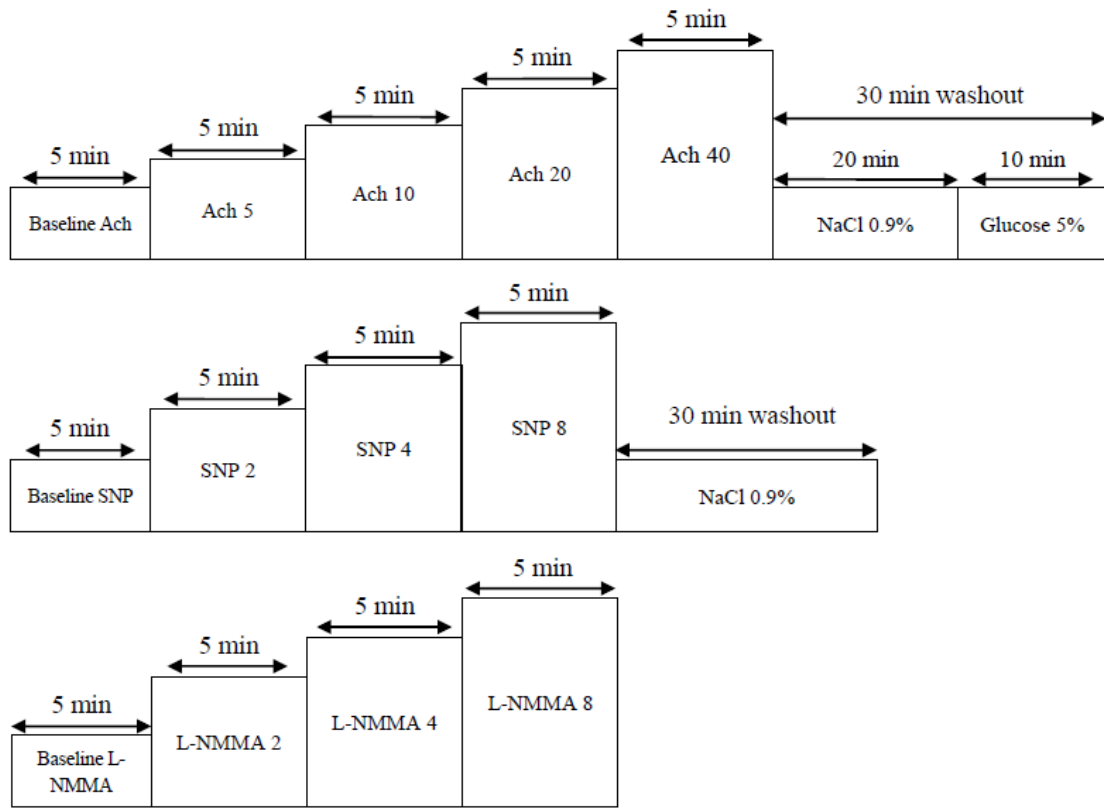 5 min
5 min
5 min
5 min
5 min
30 min washout
20 min
10 min
Baseline Ach
Ach 5
Ach 10
Ach 20
Ach 40
NaCl 0.9%
Glucose 5%
5 min
5 min
5 min
5 min
30 min washout
Baseline SNP
SNP 2
SNP 4
SNP 8
NaCl 0.9%
5 min
5 min
5 min
5 min
Baseline L-
NMMA
L-NMMA 2
L-NMMA 4
L-NMMA 8